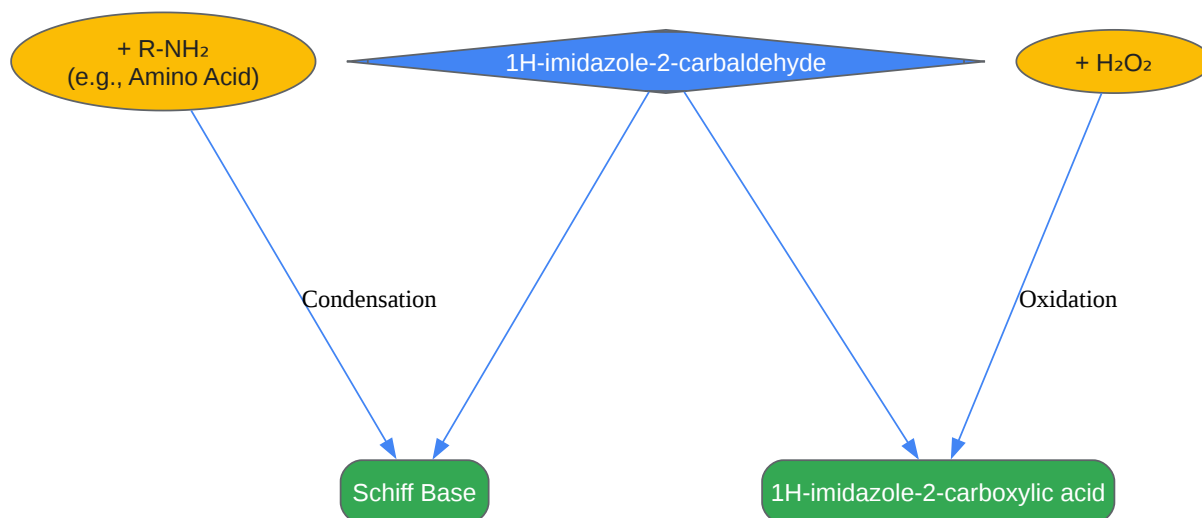 + R-NH₂
(e.g., Amino Acid)
1H-imidazole-2-carbaldehyde
+ H₂O₂
Condensation
Oxidation
Schiff Base
1H-imidazole-2-carboxylic acid